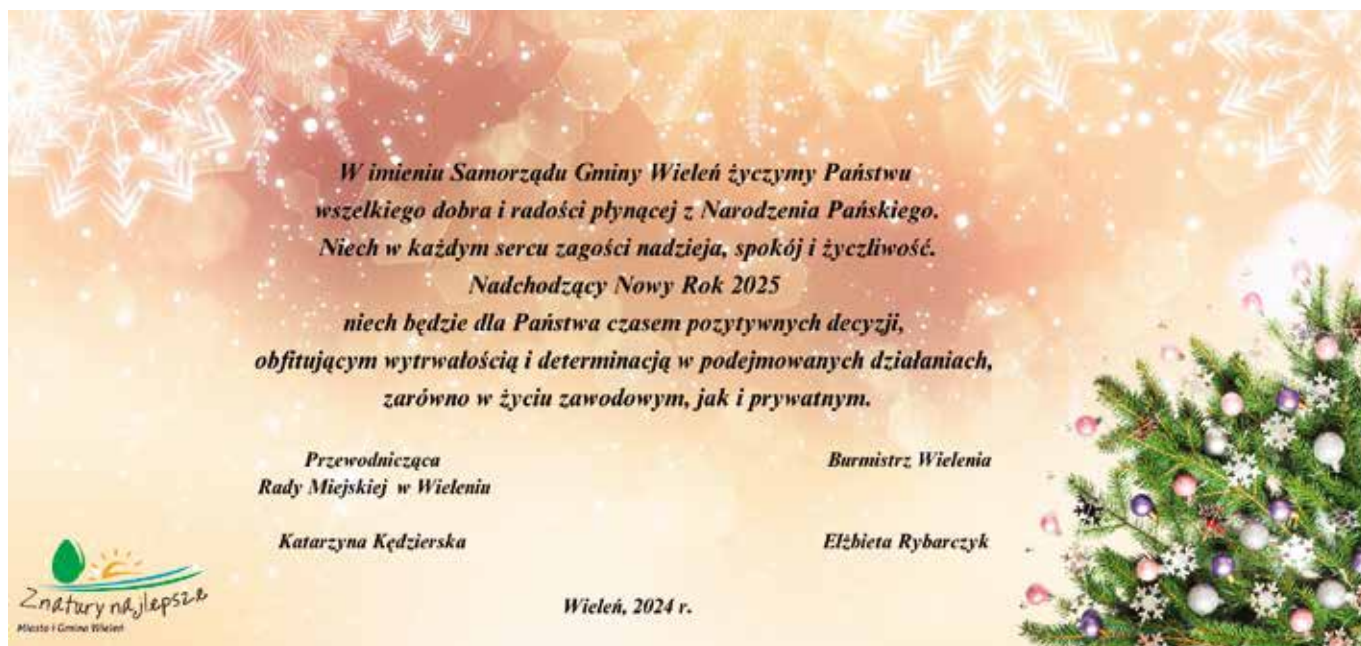 W imieniu Samorządu Gminy Wieleń życzymy Państwu
wszelkiego dobra i radości płynącej z Narodzenia Pańskiego.
Niech w każdym sercu zagości nadzieja, spokój i życzliwość.
Nadchodzący Nowy Rok 2025
niech będzie dla Państwa czasem pozytywnych decyzji,
obfitującym wytrwałością i determinacją w podejmowanych działaniach,
zarówno w życiu zawodowym, jak i prywatnym.
Przewodnicząca
Rady Miejskiej w Wieleniu
Katarzyna Kędzierska
Burmistrz Wielenia
Elżbieta Rybarczyk
Z natury najlepsze
Miasto i Gmina Wieleń
Wieleń, 2024 r.